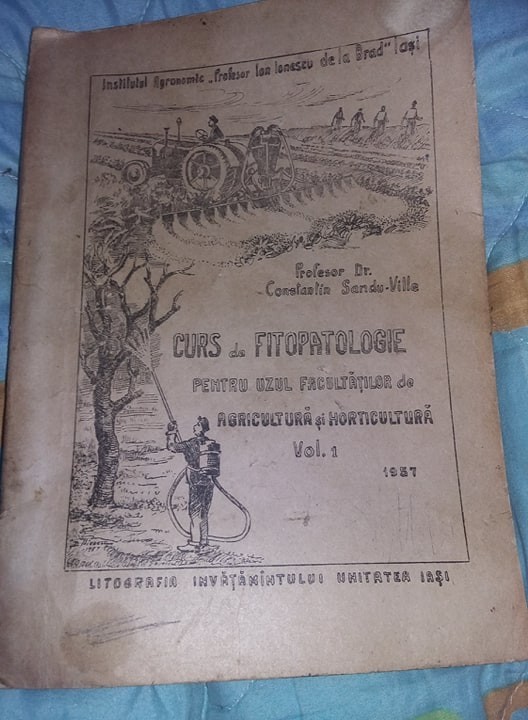 Institutul Agronomic „Profesor Ion Ionescu de la Brad" Iași
Profesor Dr.
Constantin Sandu-Ville
CURS de FITOPATOLOGIE
PENTRU UZUL FACULTĂȚILOR de
AGRICULTURĂ și HORTICULTURĂ
Vol. 1
1957
LITOGRAFIA INVĂȚĂMÎNTULUI UNITATEA IAȘI